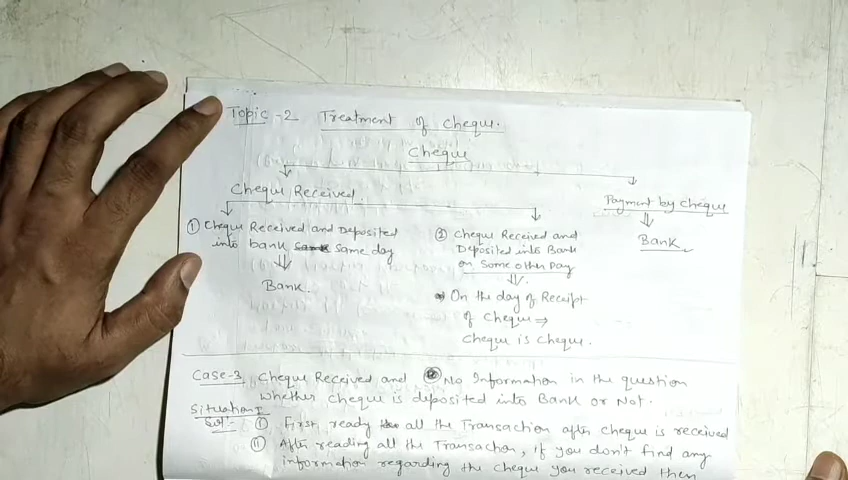 Topic-2 Treatment of Cheque.
Cheque
Cheque Received.
Payment by Cheque
Bank
① Cheque Received and Deposited
into bank same day
Bank.
② Cheque Received and
Deposited into Bank
on Some other Day
On the day of Receipt
of Cheque ⇒
Cheque is Cheque.
Case-3 Cheque Received and No Information in the question
whether cheque is deposited into Bank or Not.
Situation I
① First ready all the Transaction after cheque is received
② After reading all the Transaction, if you don't find any
information regarding the cheque you received then